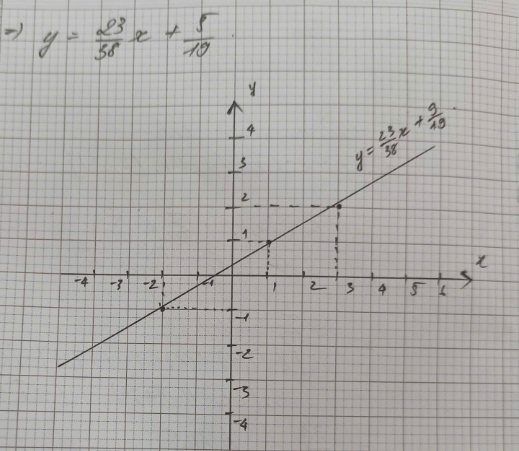 => y = 23/38 x + 5/19
y
4
y = 23/38 x + 9/19
3
2
1
x
-4 -3 -2 -1 1 2 3 4 5 6
-1
-2
-3
-4